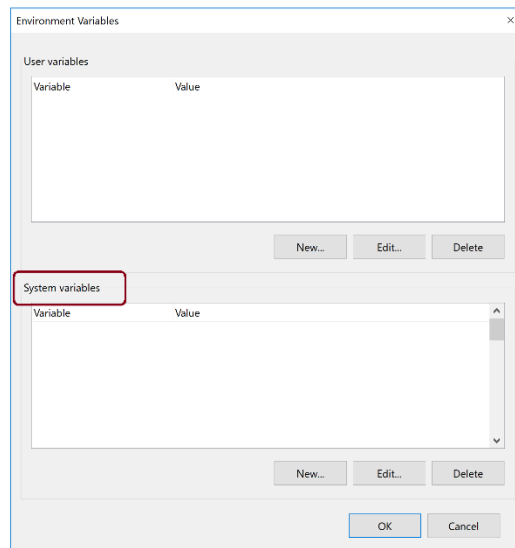 Environment Variables
User variables
Variable Value
New... Edit... Delete
System variables
Variable Value
New... Edit... Delete
OK Cancel